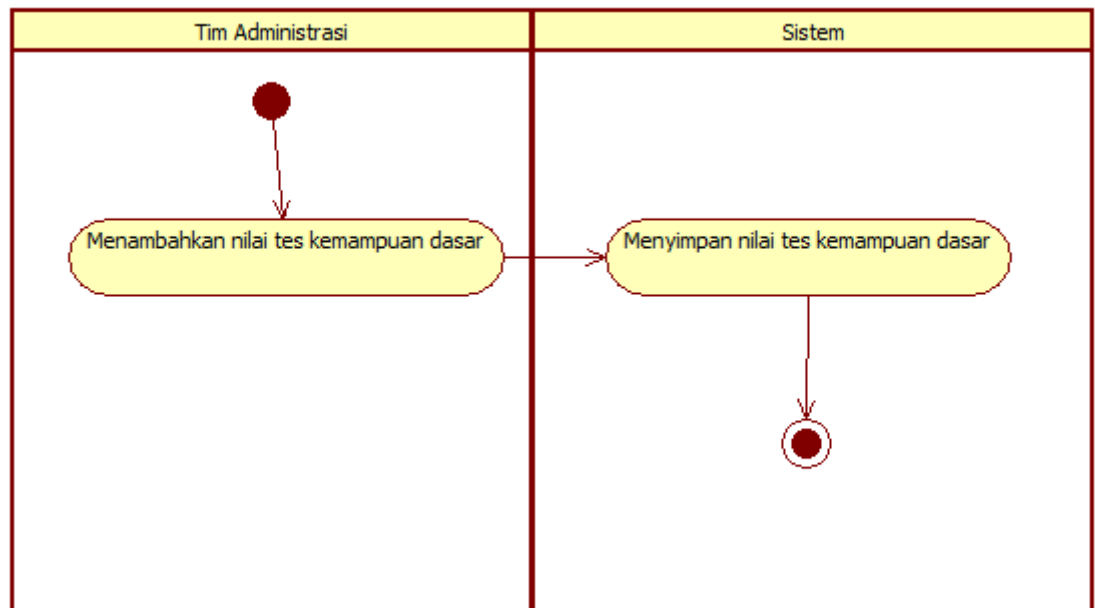 Tim Administrasi
Sistem
Menambahkan nilai tes kemampuan dasar
Menyimpan nilai tes kemampuan dasar